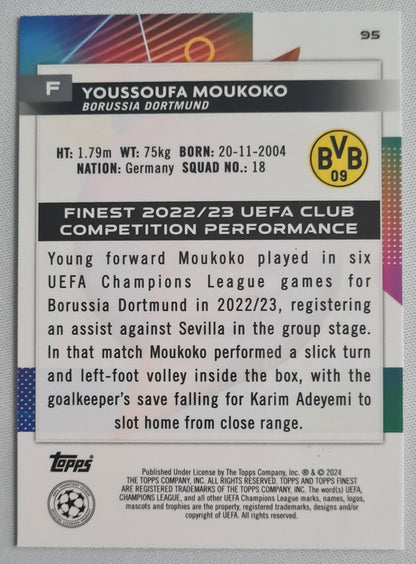 95
F YOUSSOUFA MOUKOKO
BORUSSIA DORTMUND
HT: 1.79m WT: 75kg BORN: 20-11-2004
NATION: Germany SQUAD NO.: 18
BVB
09
FINEST 2022/23 UEFA CLUB
COMPETITION PERFORMANCE
Young forward Moukoko played in six
UEFA Champions League games for
Borussia Dortmund in 2022/23, registering
an assist against Sevilla in the group stage.
In that match Moukoko performed a slick turn
and left-foot volley inside the box, with the
goalkeeper's save falling for Karim Adeyemi to
slot home from close range.
Topps
Published Under License by The Topps Company, Inc. ® & © 2024
THE TOPPS COMPANY, INC. ALL RIGHTS RESERVED. TOPPS AND TOPPS FINEST
ARE REGISTERED TRADEMARKS OF THE TOPPS COMPANY, INC. The word(s) UEFA,
CHAMPIONS LEAGUE, and all other UEFA Champions League marks, names, logos,
mascots and trophies are the property, registered trademarks, designs and/or
copyright of UEFA. All rights reserved.